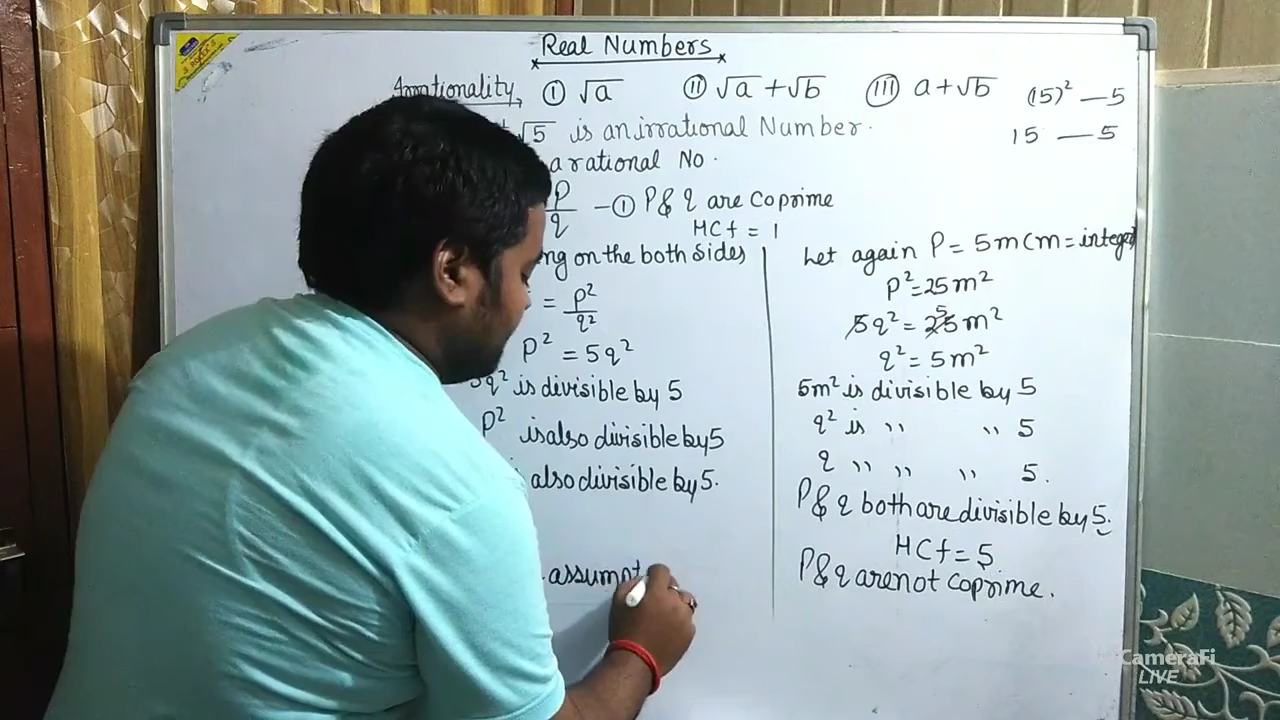 Real Numbers
Irrationality, I √a II √a + √b III a + √b
(15)² — 5
15 — 5
√5 is an irrational Number.
a rational No.
P/q — ① P & q are Coprime
HCf = 1
ng on the both sides
= P²/q²
P² = 5q²
5q² is divisible by 5
P² is also divisible by 5
also divisible by 5.
assumpt
Let again P = 5m (m = integer
P² = 25m²
5q² = 25 5 m²
q² = 5m²
5m² is divisible by 5
q² is ,, ,, 5
q ,, ,, ,, 5.
P & q both are divisible by 5.
HCf = 5
P & q are not Coprime.
CameraFi
LIVE